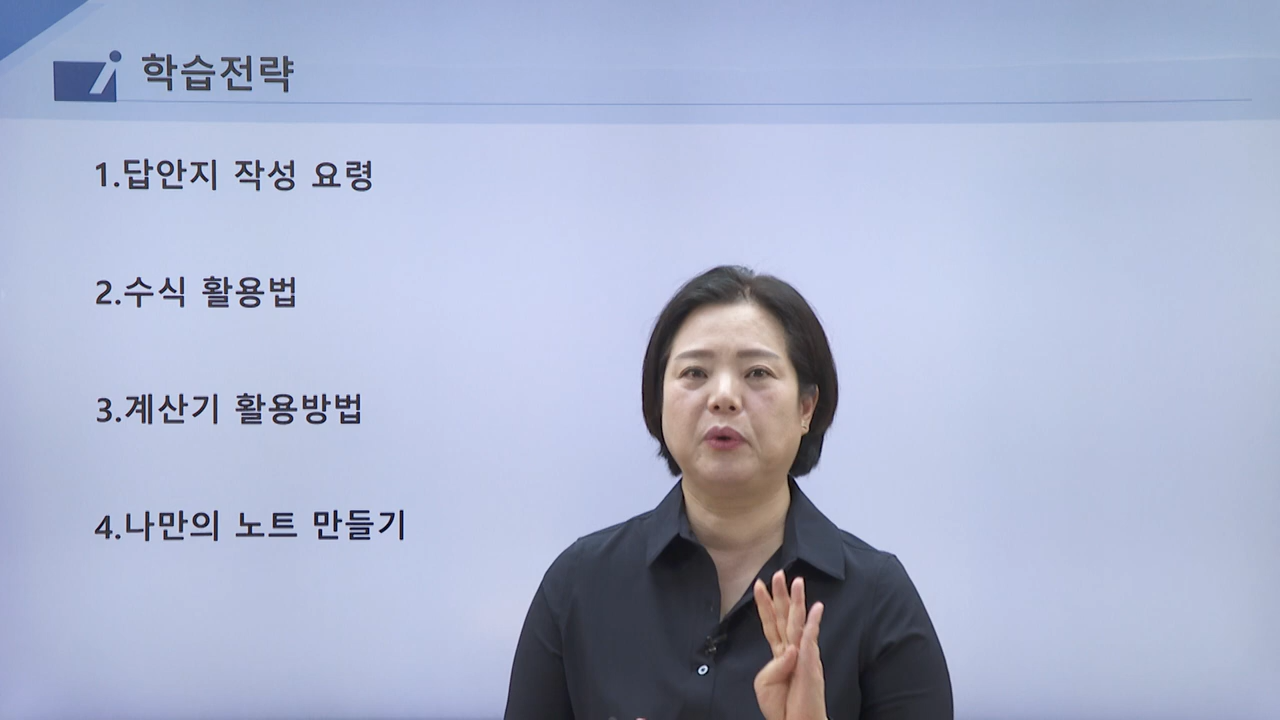 학습전략
1.답안지 작성 요령
2.수식 활용법
3.계산기 활용방법
4.나만의 노트 만들기